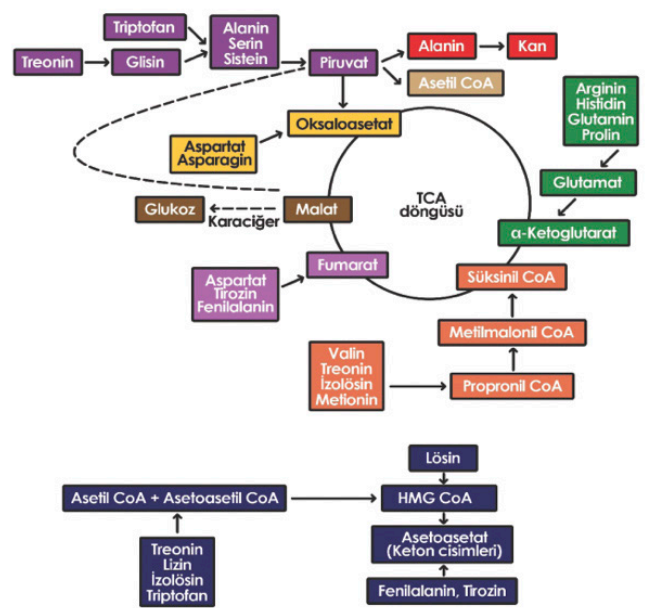 Triptofan
Treonin
Glisin
Alanin
Serin
Sistein
Piruvat
Alanin
Kan
Asetil CoA
Oksaloasetat
Aspartat
Asparagin
Arginin
Histidin
Glutamin
Prolin
Glutamat
α-Ketoglutarat
TCA
döngüsü
Glukoz
Karaciğer
Malat
Fumarat
Aspartat
Tirozin
Fenilalanin
Süksinil CoA
Metilmalonil CoA
Propronil CoA
Valin
Treonin
İzolösin
Metionin
Lösin
Asetil CoA + Asetoasetil CoA
HMG CoA
Treonin
Lizin
İzolösin
Triptofan
Asetoasetat
(Keton cisimleri)
Fenilalanin, Tirozin